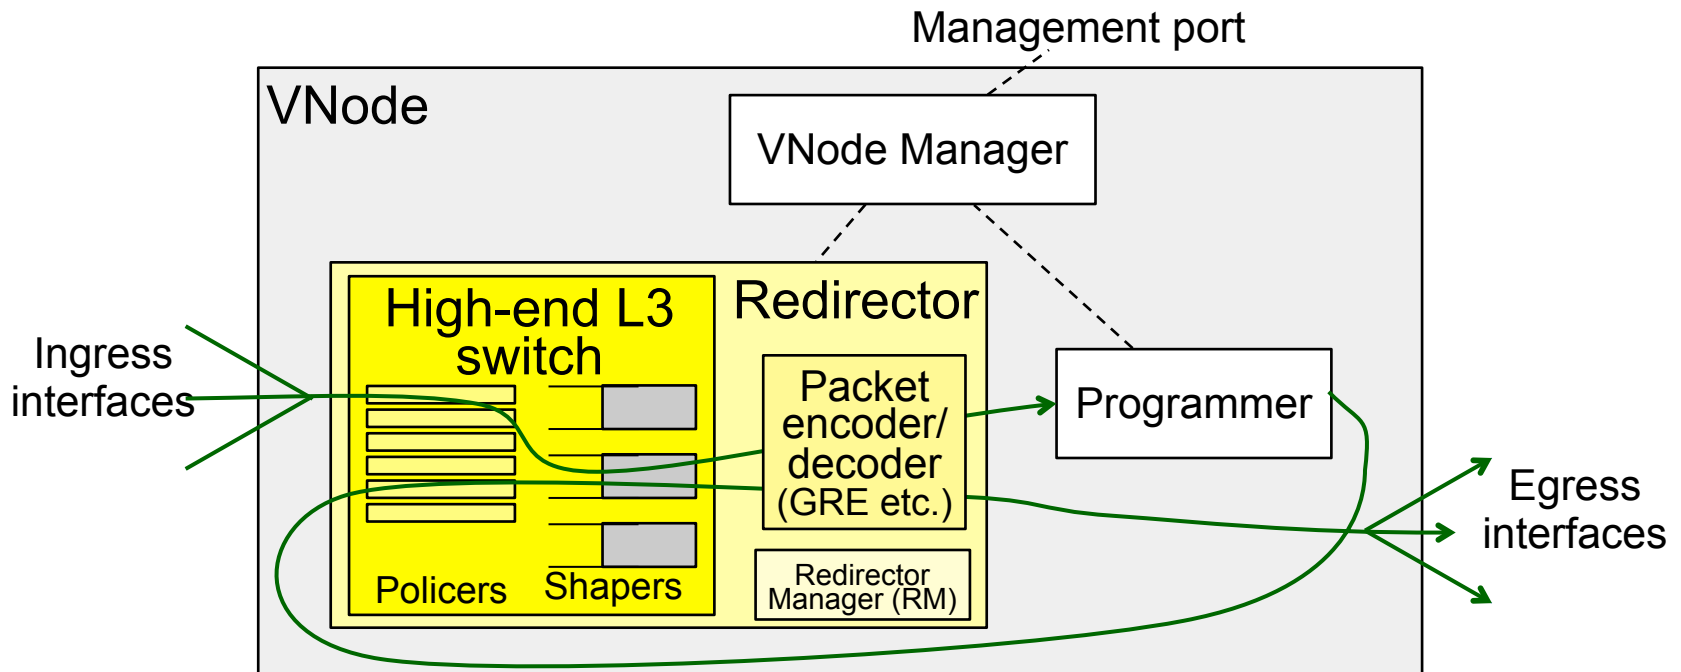 Management port
VNode
VNode Manager
High-end L3
switch
Redirector
Ingress
interfaces
Packet
encoder/
decoder
(GRE etc.)
Programmer
Egress
interfaces
Policers
Shapers
Redirector
Manager (RM)